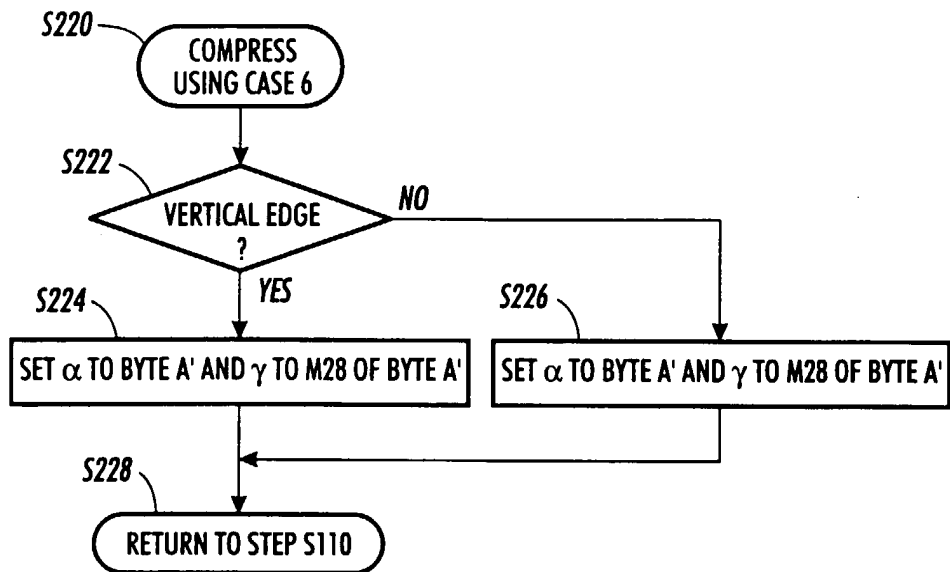 S220
COMPRESS
USING CASE 6
S222
VERTICAL EDGE
?
NO
YES
S224
SET α TO BYTE A' AND γ TO M28 OF BYTE A'
S226
SET α TO BYTE A' AND γ TO M28 OF BYTE A'
S228
RETURN TO STEP S110